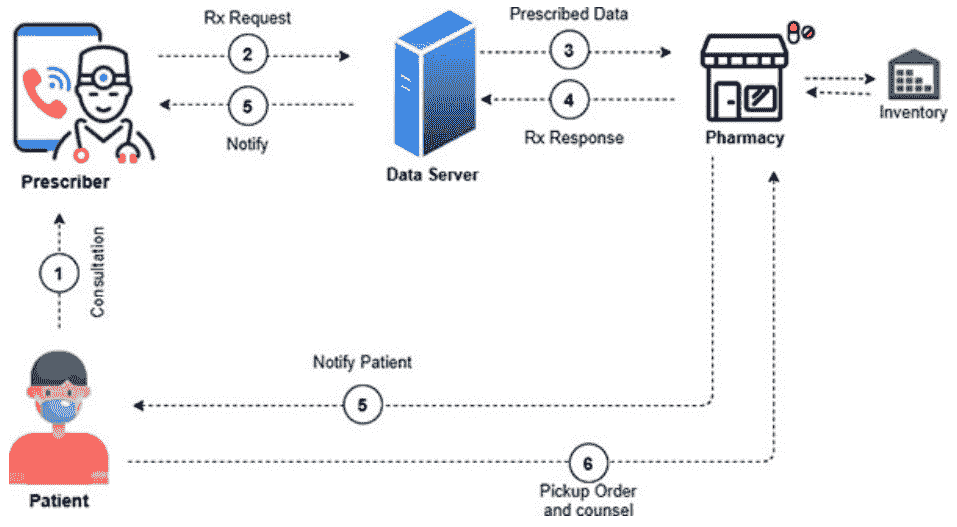 Rx Request
2
5
Notify
Prescriber
Data Server
Prescribed Data
3
4
Rx Response
Pharmacy
Inventory
1
Consultation
Notify Patient
5
6
Pickup Order
and counsel
Patient